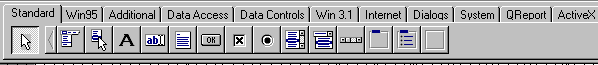 Standard Win95 Additional Data Access Data Controls Win 3.1 Internet Dialogs System QReport ActiveX
A ab OK